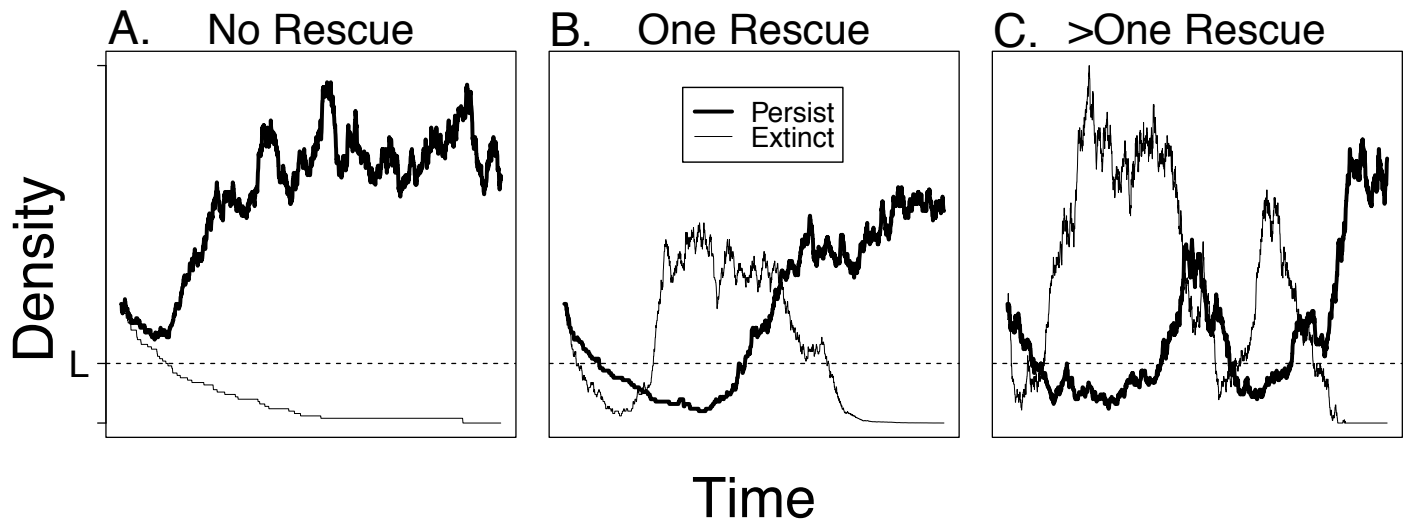 A. No Rescue
B. One Rescue
C. >One Rescue
Persist
Extinct
Density
L
Time